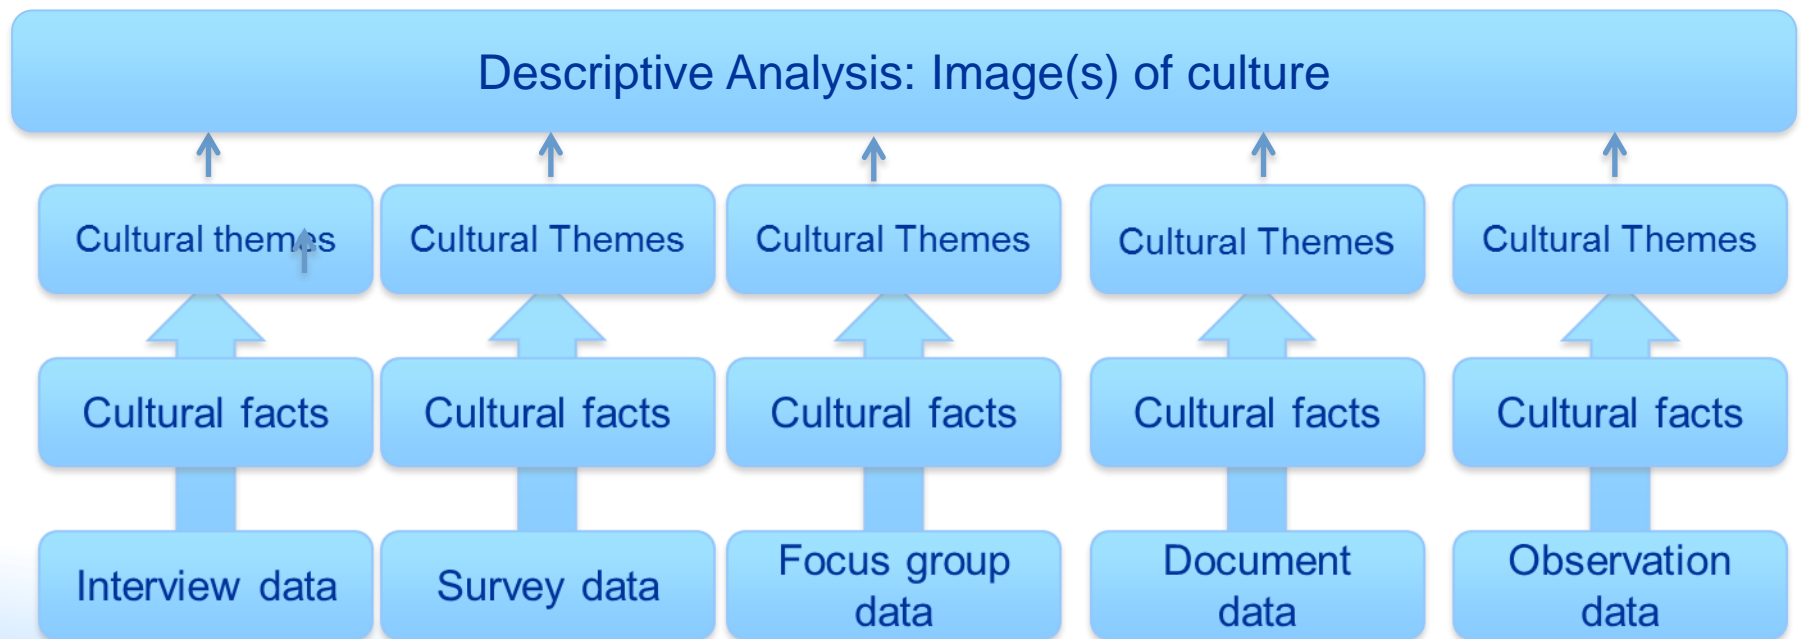 Descriptive Analysis: Image(s) of culture
Cultural themes
Cultural Themes
Cultural Themes
Cultural Themes
Cultural Themes
Cultural facts
Cultural facts
Cultural facts
Cultural facts
Cultural facts
Interview data
Survey data
Focus group
data
Document
data
Observation
data